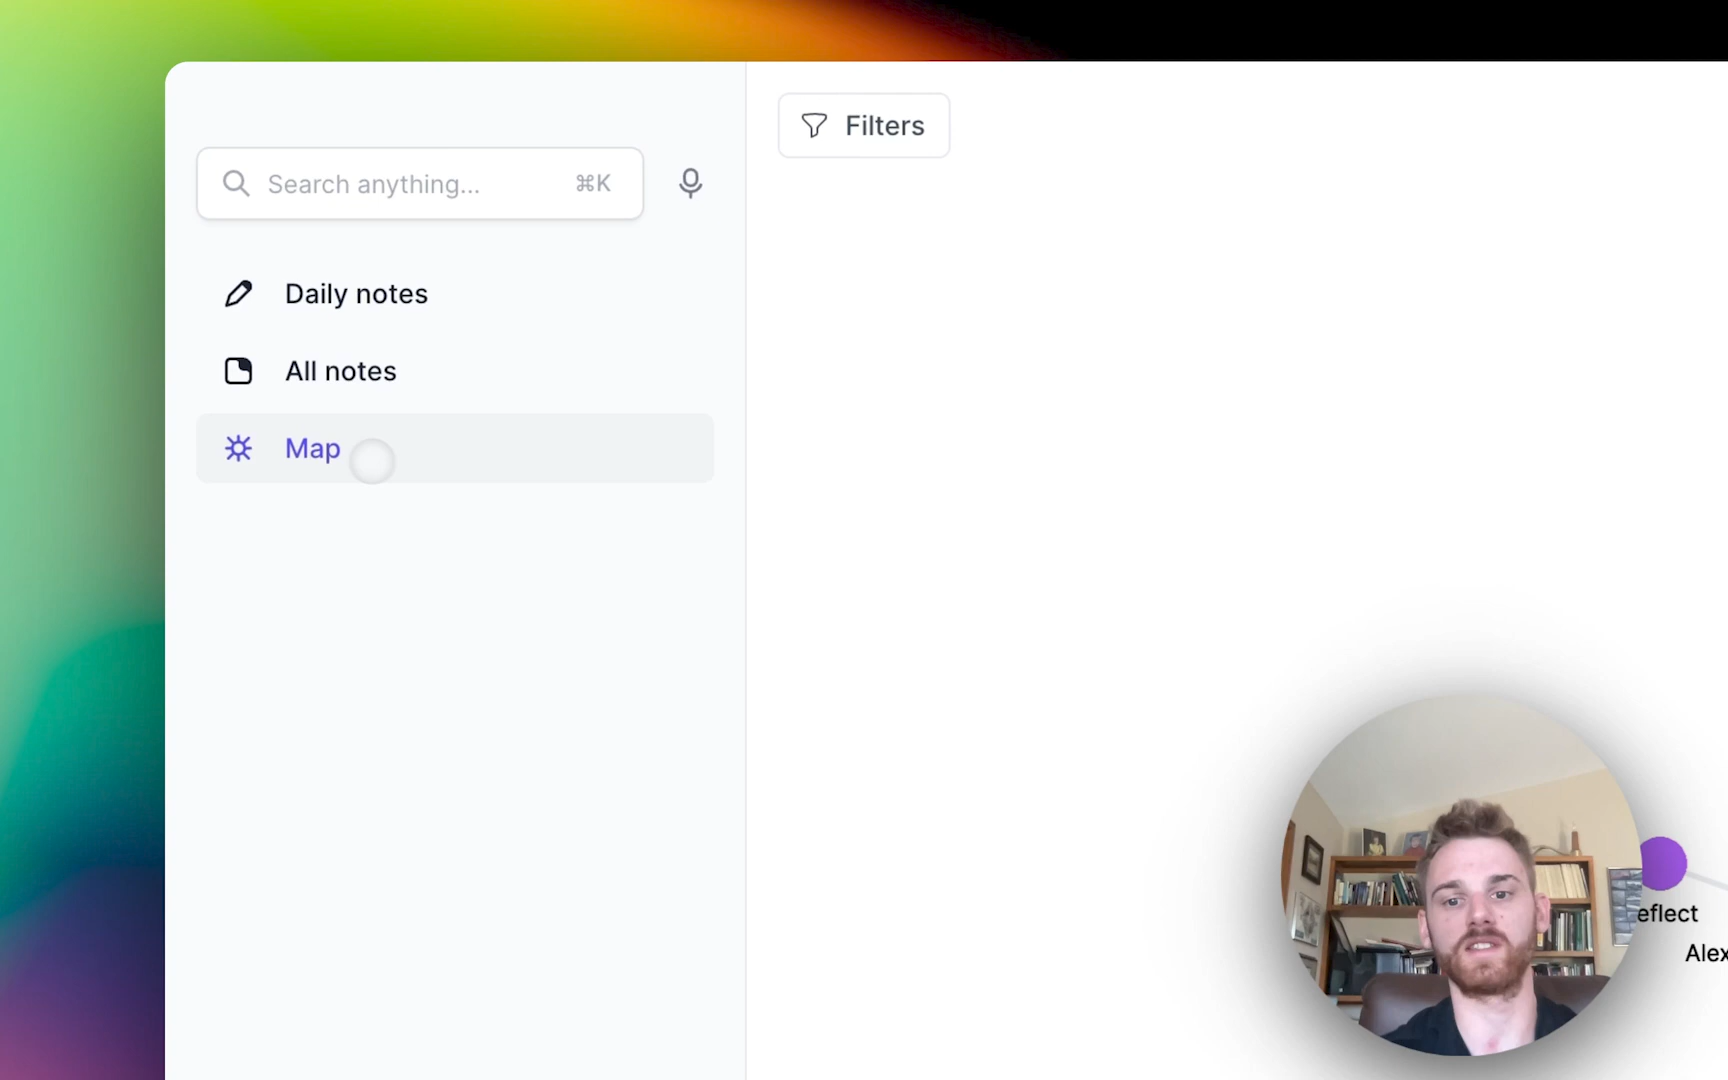 Filters
Search anything... ⌘K
Daily notes
All notes
Map
eflect
Alex